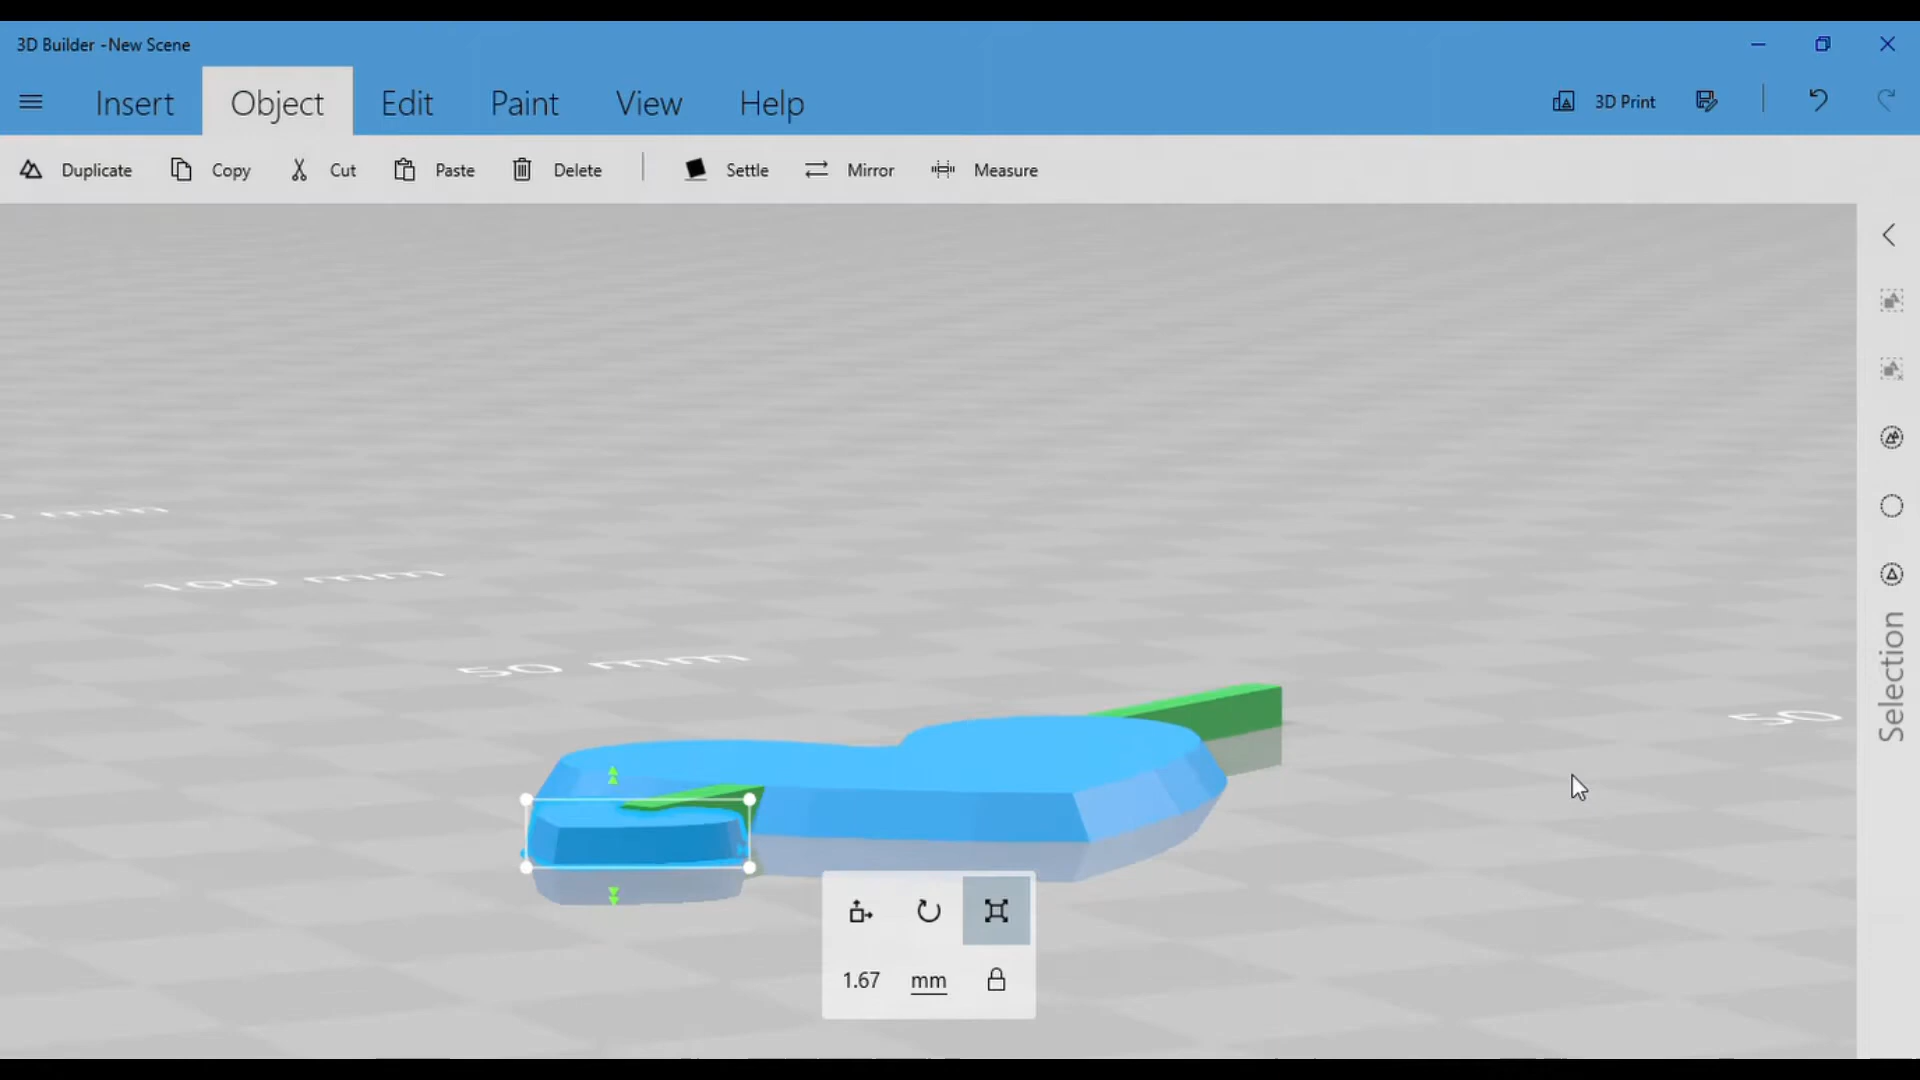 3D Builder -New Scene
Insert Object Edit Paint View Help 3D Print
Duplicate Copy Cut Paste Delete Settle Mirror Measure
mm
100 mm
50 mm
50
Selection
1.67 mm